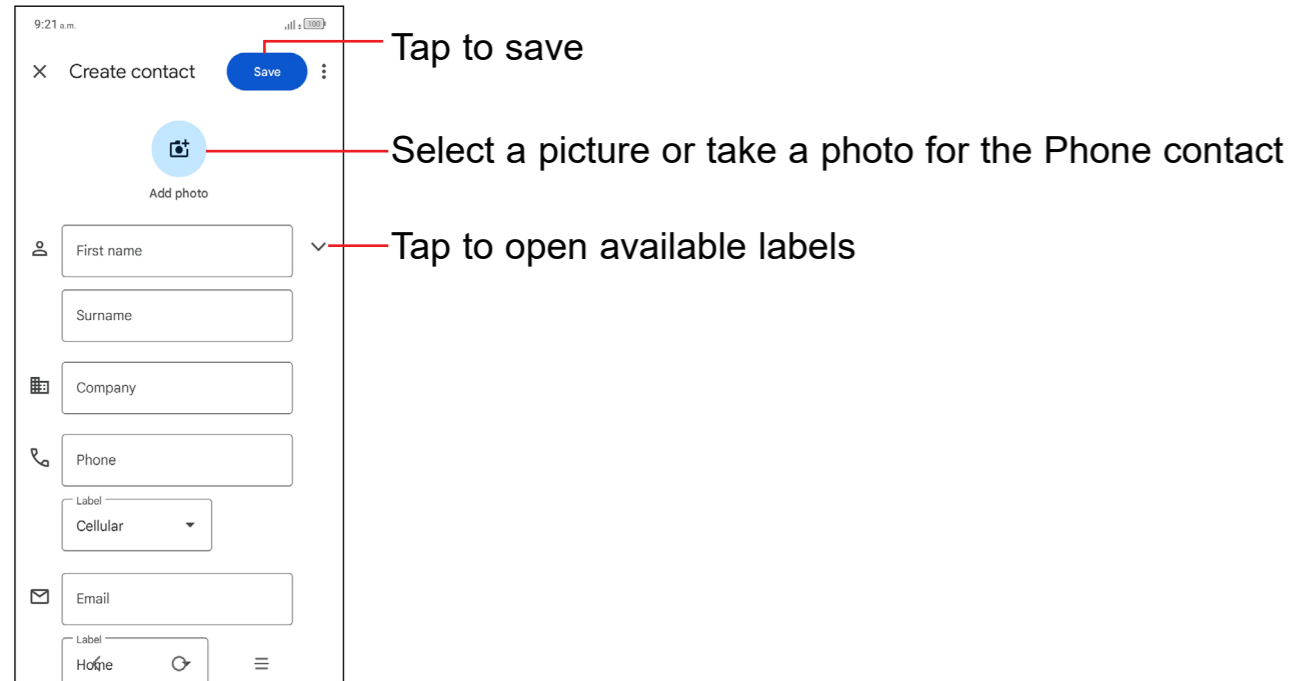 9:21 a.m.
100
Create contact
Save
Tap to save
Select a picture or take a photo for the Phone contact
Add photo
First name
Tap to open available labels
Surname
Company
Phone
Label
Cellular
Email
Label
Home